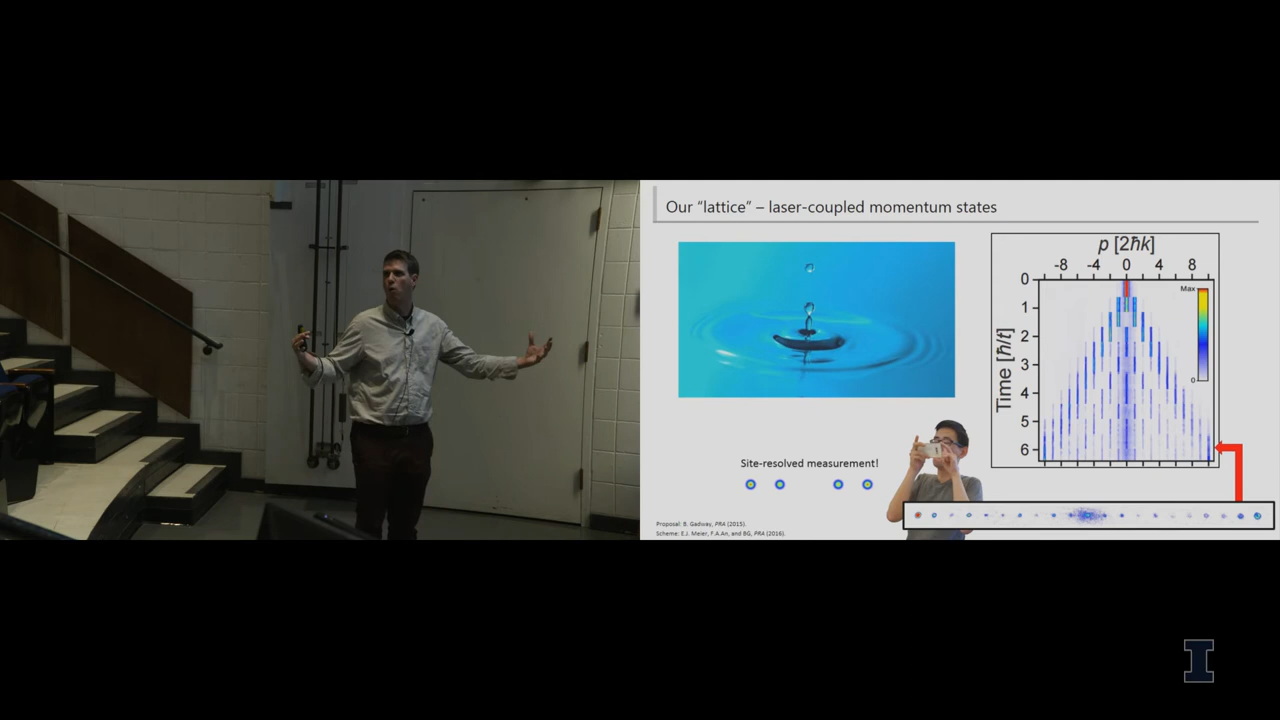 Our “lattice” – laser-coupled momentum states
p [2ħk]
-8 -4 0 4 8
Time [ħ/t]
0
1
2
3
4
5
6
Max
0
Site-resolved measurement!
Proposal: B. Gadway, PRA (2015).
Scheme: E.J. Meier, F.A.An, and BG, PRA (2016).
I